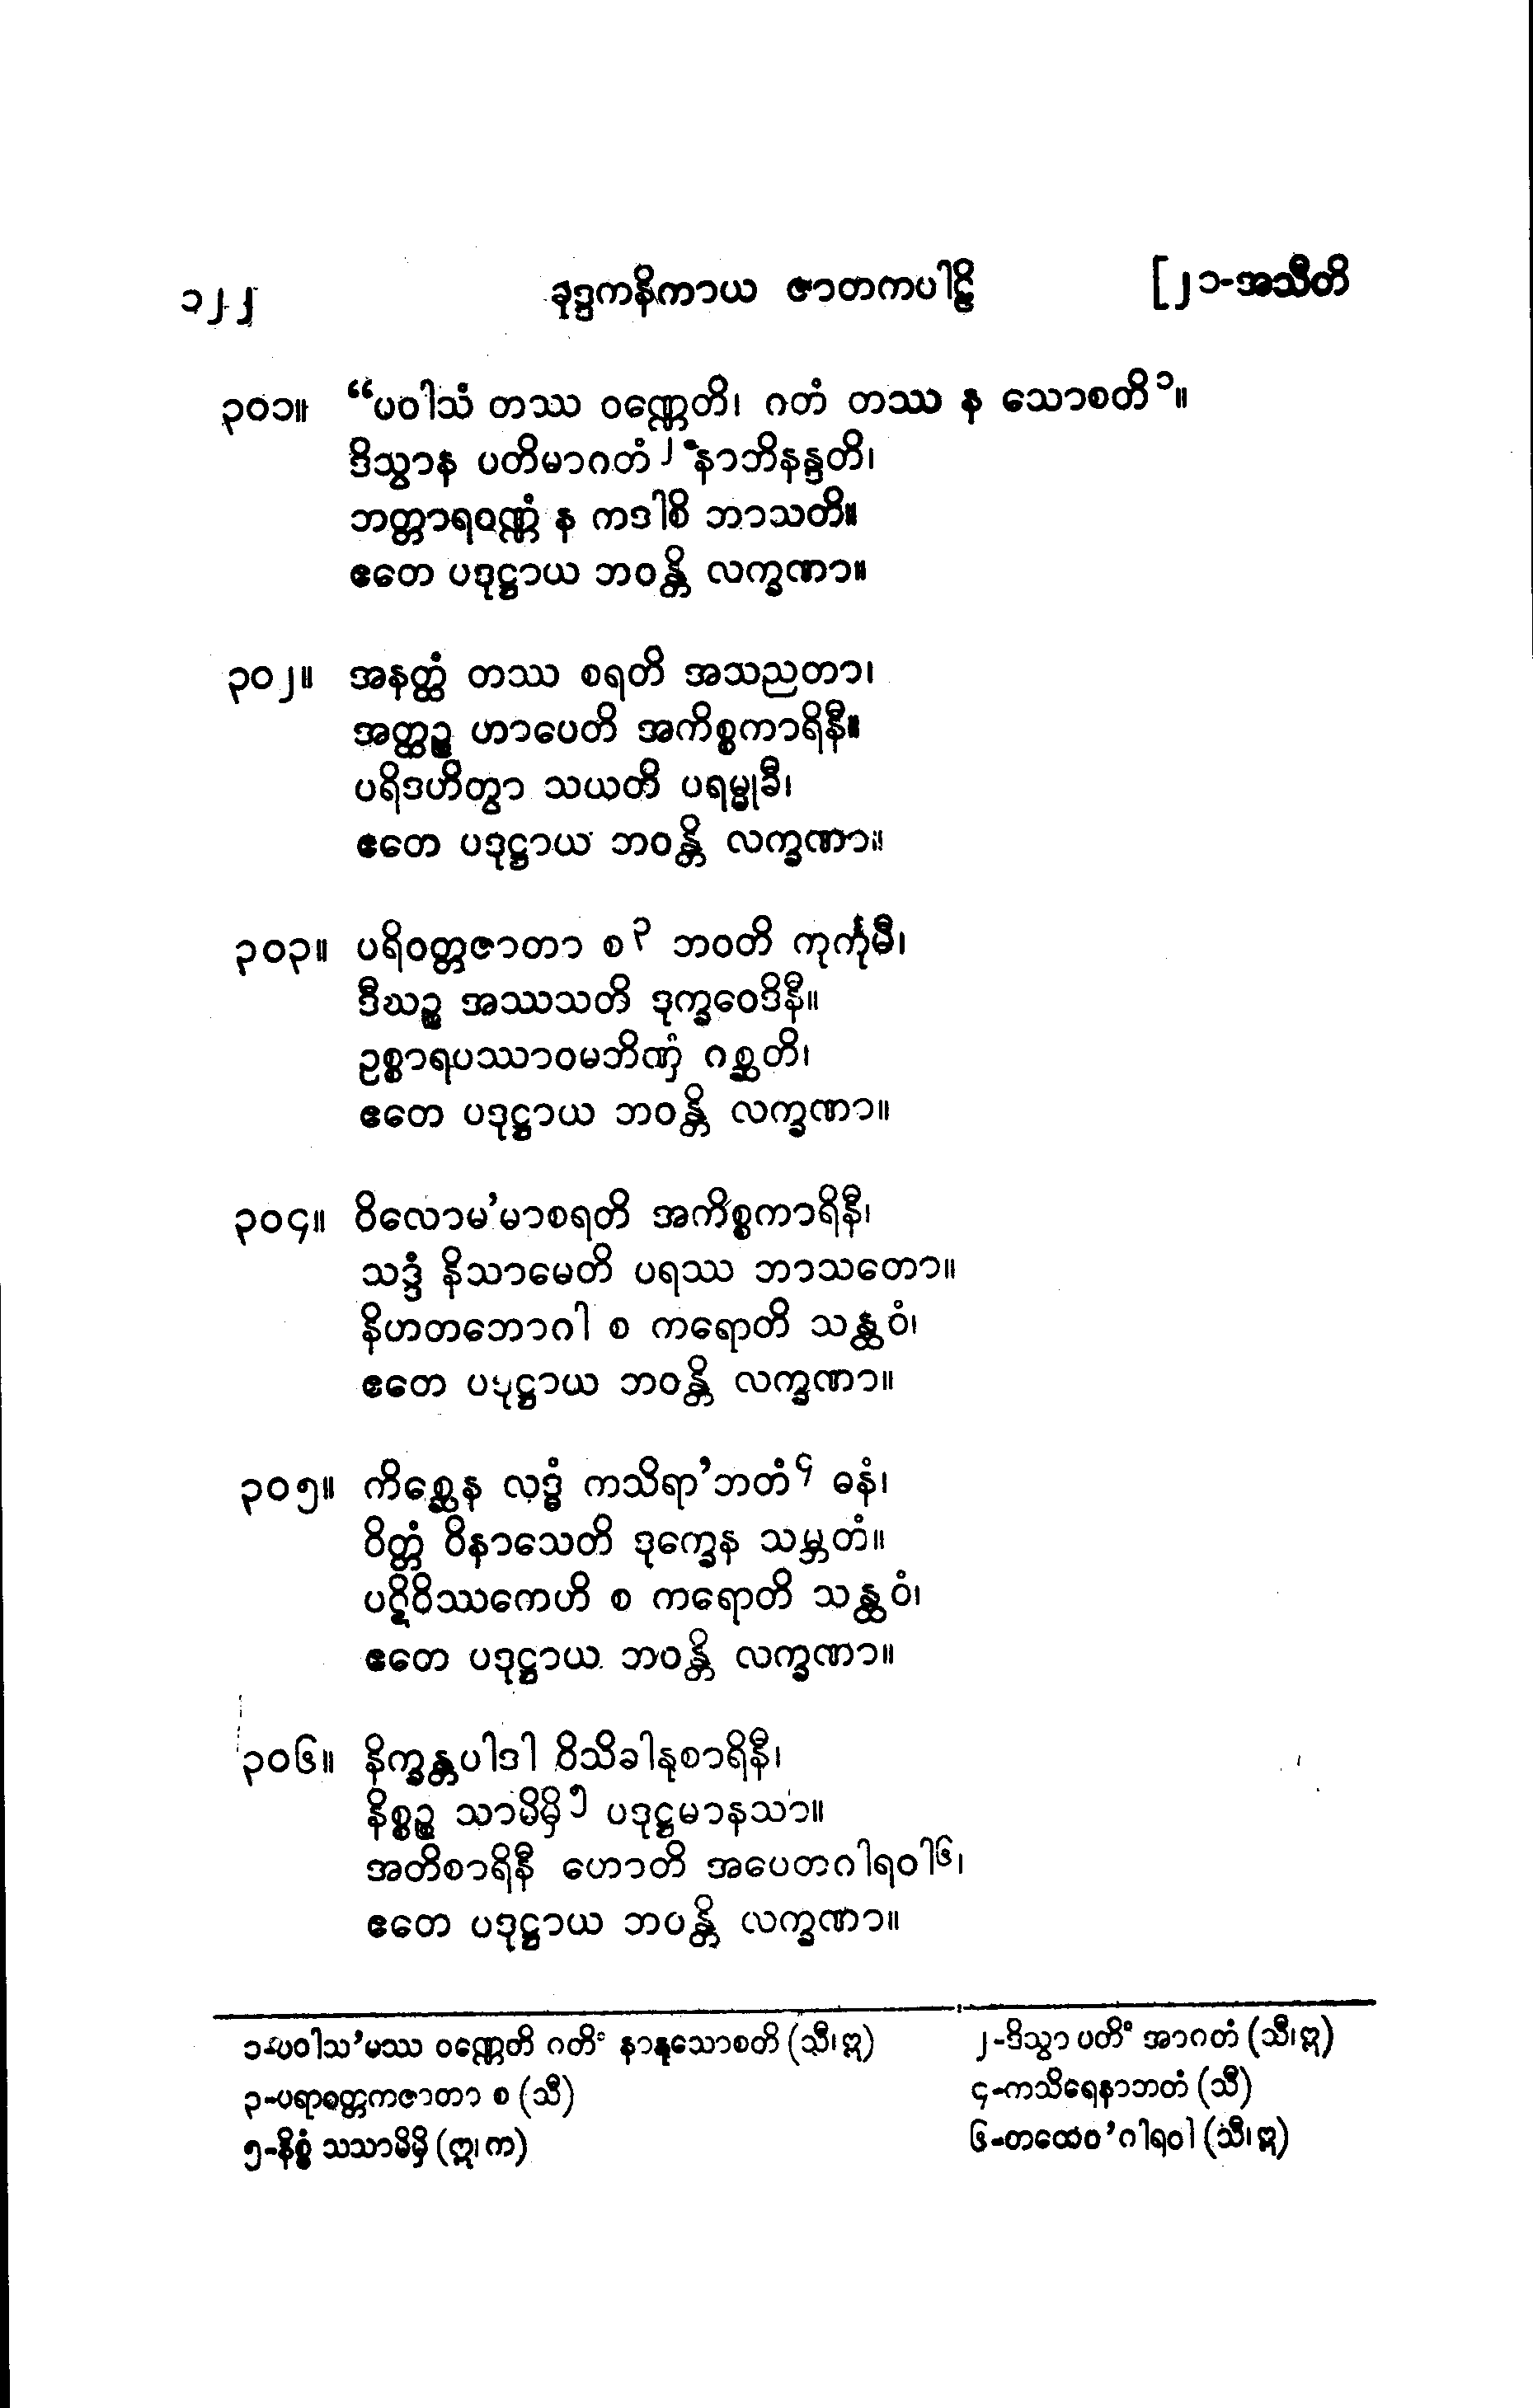 ၁၂၂ ခုဒ္ဒကနိကာယ ဇာတကပါဠိ [၂၁-အသီတိ
၃၀၁။ “ပဝါသံ တဿ ဝဏ္ဏေတိ၊ ဂတံ တဿ န သောစတိ၁။
ဒိသွာန ပတိမာဂတံ၂ နာဘိနန္ဒတိ၊
ဘတ္တာရဝဏ္ဏံ န ကဒါစိ ဘာသတိ။
ဧတေ ပဒုဋ္ဌာယ ဘဝန္တိ လက္ခဏာ။
၃၀၂။ အနတ္ထံ တဿ စရတိ အသညတာ၊
အတ္ထဉ္စ ဟာပေတိ အကိစ္စကာရိနီ။
ပရိဒဟိတွာ သယတိ ပရမ္မုခီ၊
ဧတေ ပဒုဋ္ဌာယ ဘဝန္တိ လက္ခဏာ။
၃၀၃။ ပရိဝတ္တဇာတာ စ၃ ဘဝတိ ကုင်္ကုမီ၊
ဒီဃဉ္စ အဿသတိ ဒုက္ခဝေဒိနီ။
ဥစ္စာရပဿာဝမဘိဏှံ ဂစ္ဆတိ၊
ဧတေ ပဒုဋ္ဌာယ ဘဝန္တိ လက္ခဏာ။
၃၀၄။ ဝိလောမ’မာစရတိ အကိစ္စကာရိနီ၊
သဒ္ဒံ နိသာမေတိ ပရဿ ဘာသတော။
နိဟတဘောဂါ စ ကရောတိ သန္ထဝံ၊
ဧတေ ပဒုဋ္ဌာယ ဘဝန္တိ လက္ခဏာ။
၃၀၅။ ကိစ္ဆေန လဒ္ဓံ ကသိရာ’ဘတံ၄ ဓနံ၊
ဝိတ္တံ ဝိနာသေတိ ဒုက္ခေန သမ္ဘတံ။
ပဋိဝိဿကေဟိ စ ကရောတိ သန္ထဝံ၊
ဧတေ ပဒုဋ္ဌာယ ဘဝန္တိ လက္ခဏာ။
၃၀၆။ နိက္ခန္တပါဒါ ဝိသိခါနုစာရိနီ၊
နိစ္စဉ္စ သာမိမှိ၅ ပဒုဋ္ဌမာနသာ။
အတိစာရိနီ ဟောတိ အပေတဂါရဝါ၆၊
ဧတေ ပဒုဋ္ဌာယ ဘဝန္တိ လက္ခဏာ။
၁-ပဝါသ’မဿ ဝဏ္ဏေတိ ဂတိံ နာနုသောစတိ (သီ၊ဣ) ၂-ဒိသွာ ပတိံ အာဂတံ (သီ၊ဣ)
၃-ပရာဝတ္တကဇာတာ စ (သီ) ၄-ကသိရေနာဘတံ (သီ)
၅-နိစ္စံ သသာမိမှိ (ဣ၊ က) ၆-တထေဝ’ဂါရဝါ (သီ၊ဣ)